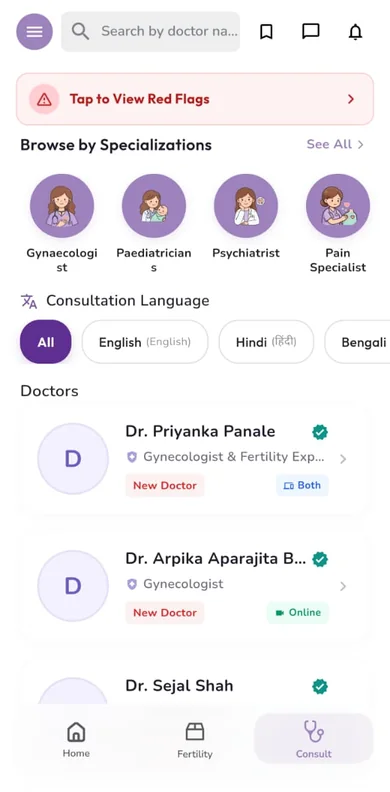 Search by doctor na...
Tap to View Red Flags
Browse by Specializations
See All
Gynaecologi
st
Paediatrician
s
Psychiatrist
Pain
Specialist
Consultation Language
All
English (English)
Hindi (हिंदी)
Bengali
Doctors
D
Dr. Priyanka Panale
Gynecologist & Fertility Exp...
New Doctor
Both
D
Dr. Arpika Aparajita B...
Gynecologist
New Doctor
Online
Dr. Sejal Shah
Home
Fertility
Consult